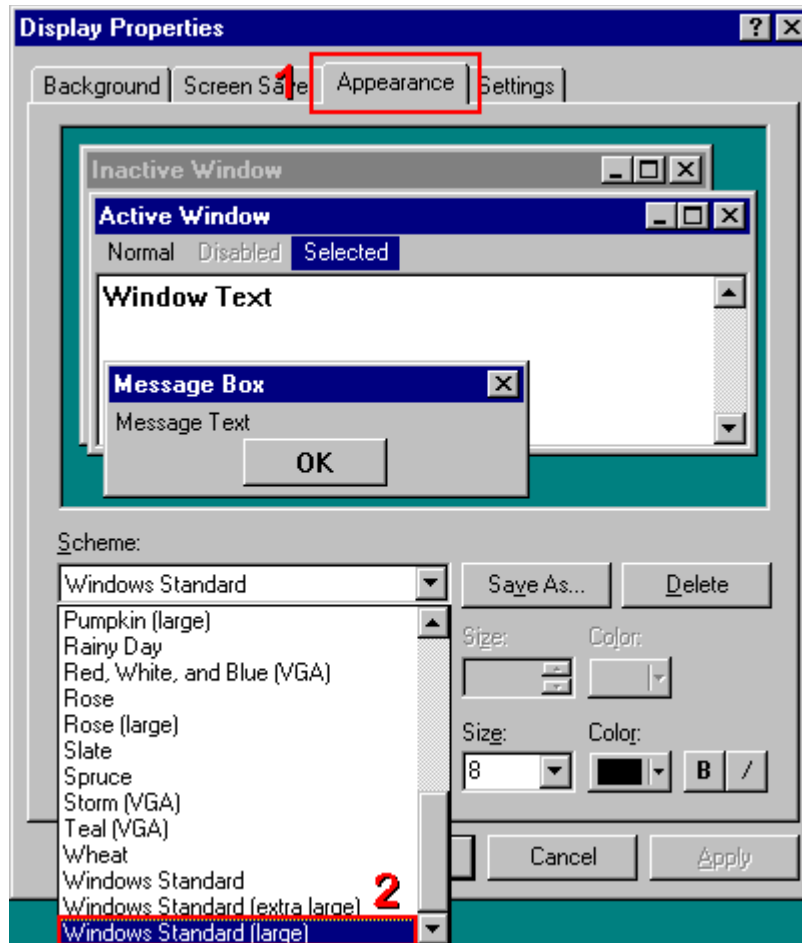 Display Properties
Background Screen Save 1 Appearance Settings
Inactive Window
Active Window
Normal Disabled Selected
Window Text
Message Box
Message Text
OK
Scheme:
Windows Standard Save As... Delete
Pumpkin (large)
Rainy Day
Red, White, and Blue (VGA)
Rose
Rose (large)
Slate
Spruce
Storm (VGA)
Teal (VGA)
Wheat
Windows Standard
Windows Standard (extra large) 2
Windows Standard (large)
Size: Color:
Size: Color:
8 B /
Cancel Apply